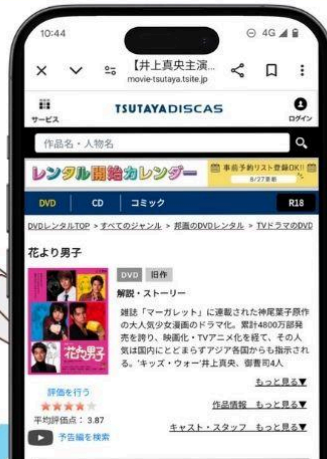 10:44
4G
【井上真央主演...
movie-tsutaya.tsite.jp
サービス
TSUTAYADISCAS
ログイン
作品名・人物名
レンタル開始カレンダー
事前予約リスト登録OK!!
8/27更新
DVD
CD
コミック
R18
DVDレンタルTOP > すべてのジャンル > 邦画のDVDレンタル > TVドラマのDVD
花より男子
DVD 旧作
解説・ストーリー
雑誌「マーガレット」に連載された神尾葉子原作
の大人気少女漫画のドラマ化。累計4800万部発
売を誇り、映画化・TVアニメ化を経て、その人
気は国内にとどまらずアジア各国からも指示され
る。'キッズ・ウォー'井上真央、御曹司4人
花より男子
もっと見る▼
評価を行う
作品情報 もっと見る▼
平均評価点：3.87
キャスト・スタッフ もっと見る▼
予告編を検索